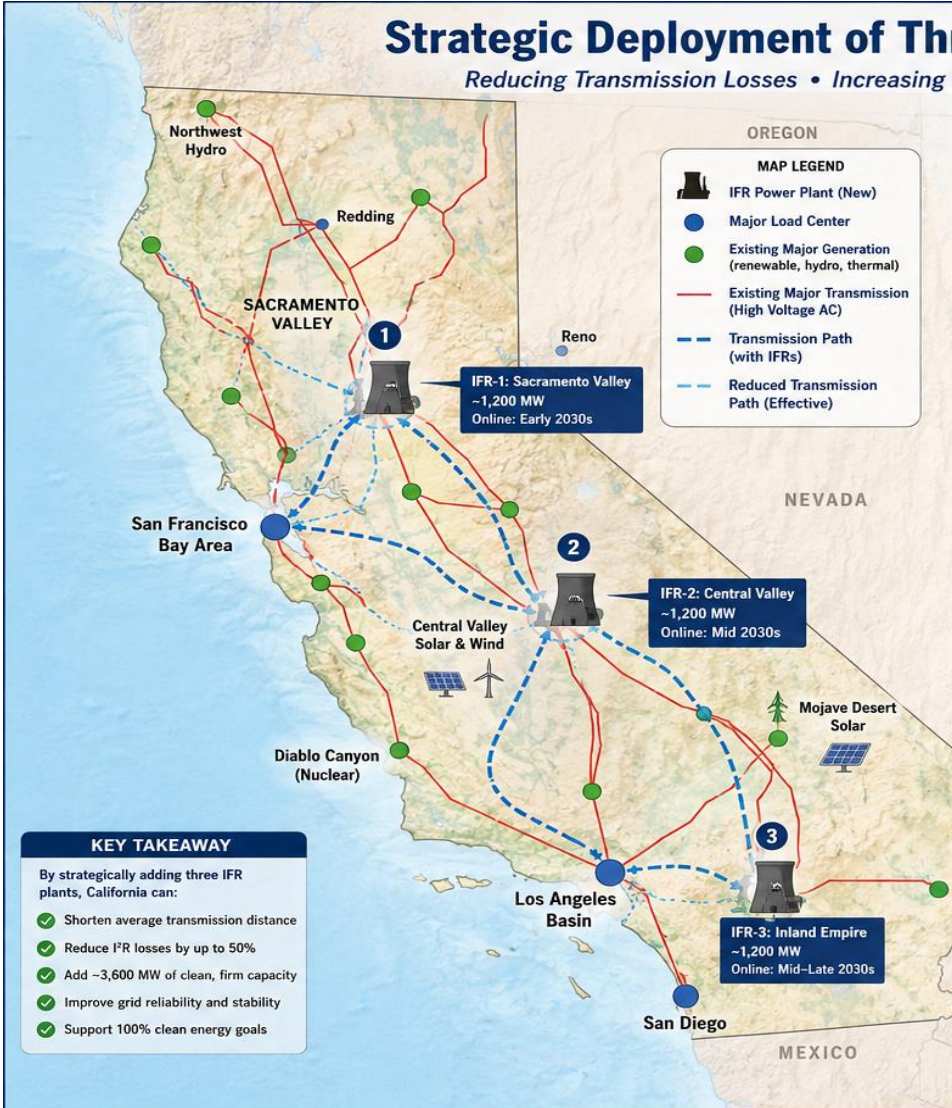 Strategic Deployment of Thr
Reducing Transmission Losses • Increasing
OREGON
MAP LEGEND
IFR Power Plant (New)
Major Load Center
Existing Major Generation
(renewable, hydro, thermal)
Existing Major Transmission
(High Voltage AC)
Transmission Path
(with IFRs)
Reduced Transmission
Path (Effective)
Northwest
Hydro
Redding
SACRAMENTO
VALLEY
1
Reno
IFR-1: Sacramento Valley
~1,200 MW
Online: Early 2030s
NEVADA
San Francisco
Bay Area
2
IFR-2: Central Valley
~1,200 MW
Online: Mid 2030s
Central Valley
Solar & Wind
Mojave Desert
Solar
Diablo Canyon
(Nuclear)
3
Los Angeles
Basin
IFR-3: Inland Empire
~1,200 MW
Online: Mid–Late 2030s
San Diego
MEXICO
KEY TAKEAWAY
By strategically adding three IFR
plants, California can:
Shorten average transmission distance
Reduce I²R losses by up to 50%
Add ~3,600 MW of clean, firm capacity
Improve grid reliability and stability
Support 100% clean energy goals